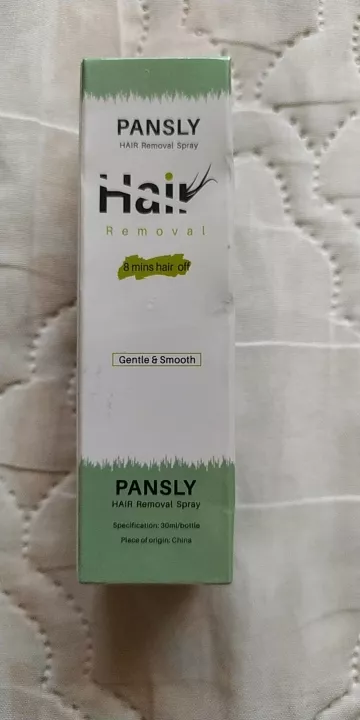 PANSLY
HAIR Removal Spray
Hair
Removal
8 mins hair off
Gentle & Smooth
PANSLY
HAIR Removal Spray
Specification: 30ml/bottle
Place of origin: China